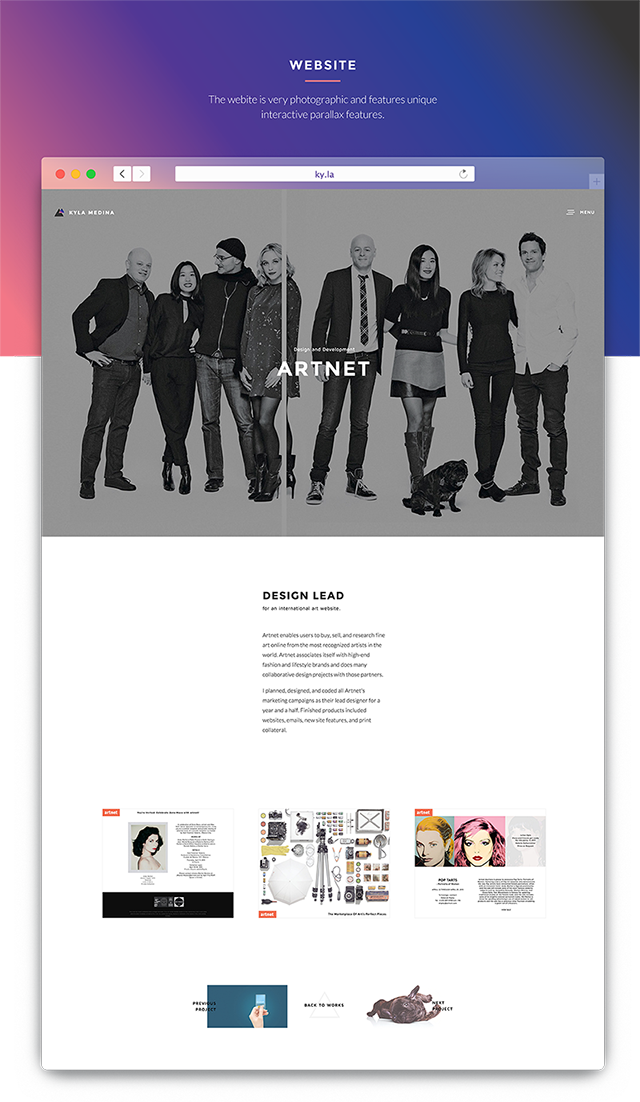 WEBSITE
The webite is very photographic and features unique
interactive parallax features.
ky.la
KYLA MEDINA
MENU
Design and Development
ARTNET
DESIGN LEAD
for an international art website.
Artnet enables users to buy, sell, and research fine
art online from the most recognized artists in the
world. Artnet associates itself with high-end
fashion and lifestyle brands and does many
collaborative design projects with those partners.
I planned, designed, and coded all Artnet's
marketing campaigns as their lead designer for a
year and a half. Finished products included
websites, emails, new site features, and print
collateral.
artnet
artnet
The Marketplace Of Art's Perfect Pieces
artnet
POP TARTS
PREVIOUS
PROJECT
BACK TO WORKS
NEXT
PROJECT